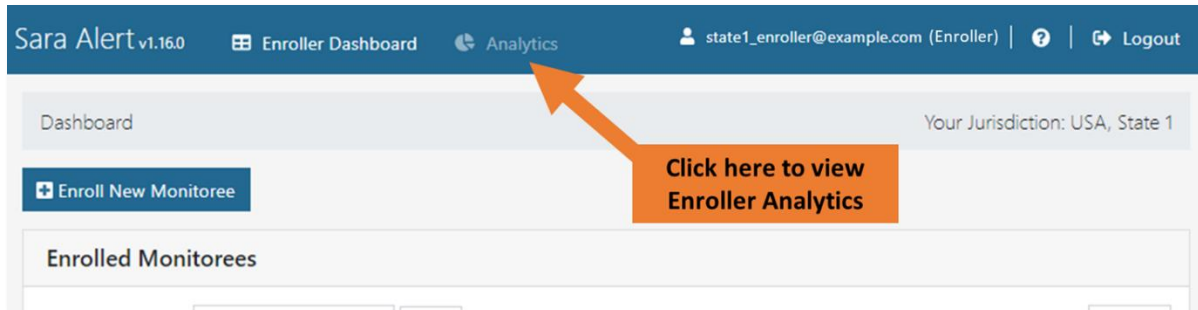 Sara Alert v1.16.0 Enroller Dashboard Analytics state1_enroller@example.com (Enroller) | ? | Logout
Dashboard Your Jurisdiction: USA, State 1
Click here to view
Enroller Analytics
Enroll New Monitoree
Enrolled Monitorees